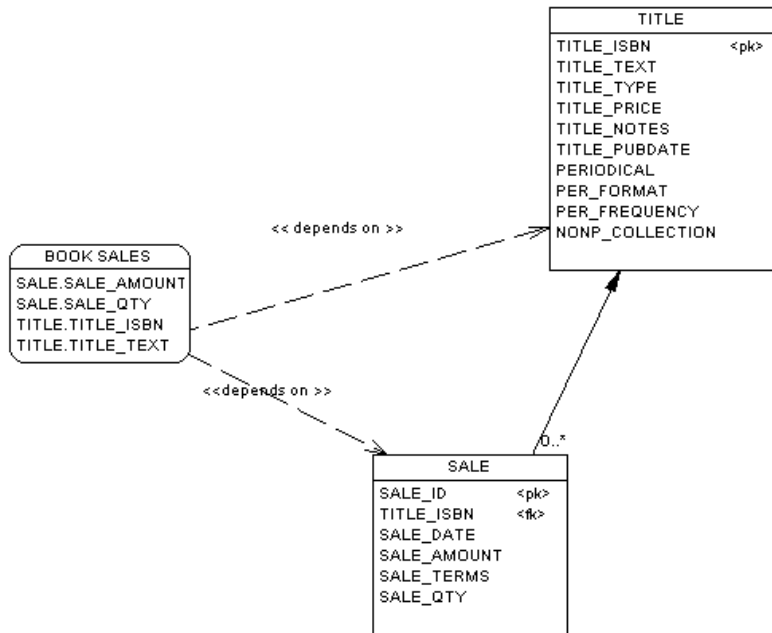 TITLE
TITLE_ISBN <pk>
TITLE_TEXT
TITLE_TYPE
TITLE_PRICE
TITLE_NOTES
TITLE_PUBDATE
PERIODICAL
PER_FORMAT
PER_FREQUENCY
NONP_COLLECTION
<< depends on >>
BOOK SALES
SALE.SALE_AMOUNT
SALE.SALE_QTY
TITLE.TITLE_ISBN
TITLE.TITLE_TEXT
<<depends on >>
0..*
SALE
SALE_ID <pk>
TITLE_ISBN <fk>
SALE_DATE
SALE_AMOUNT
SALE_TERMS
SALE_QTY